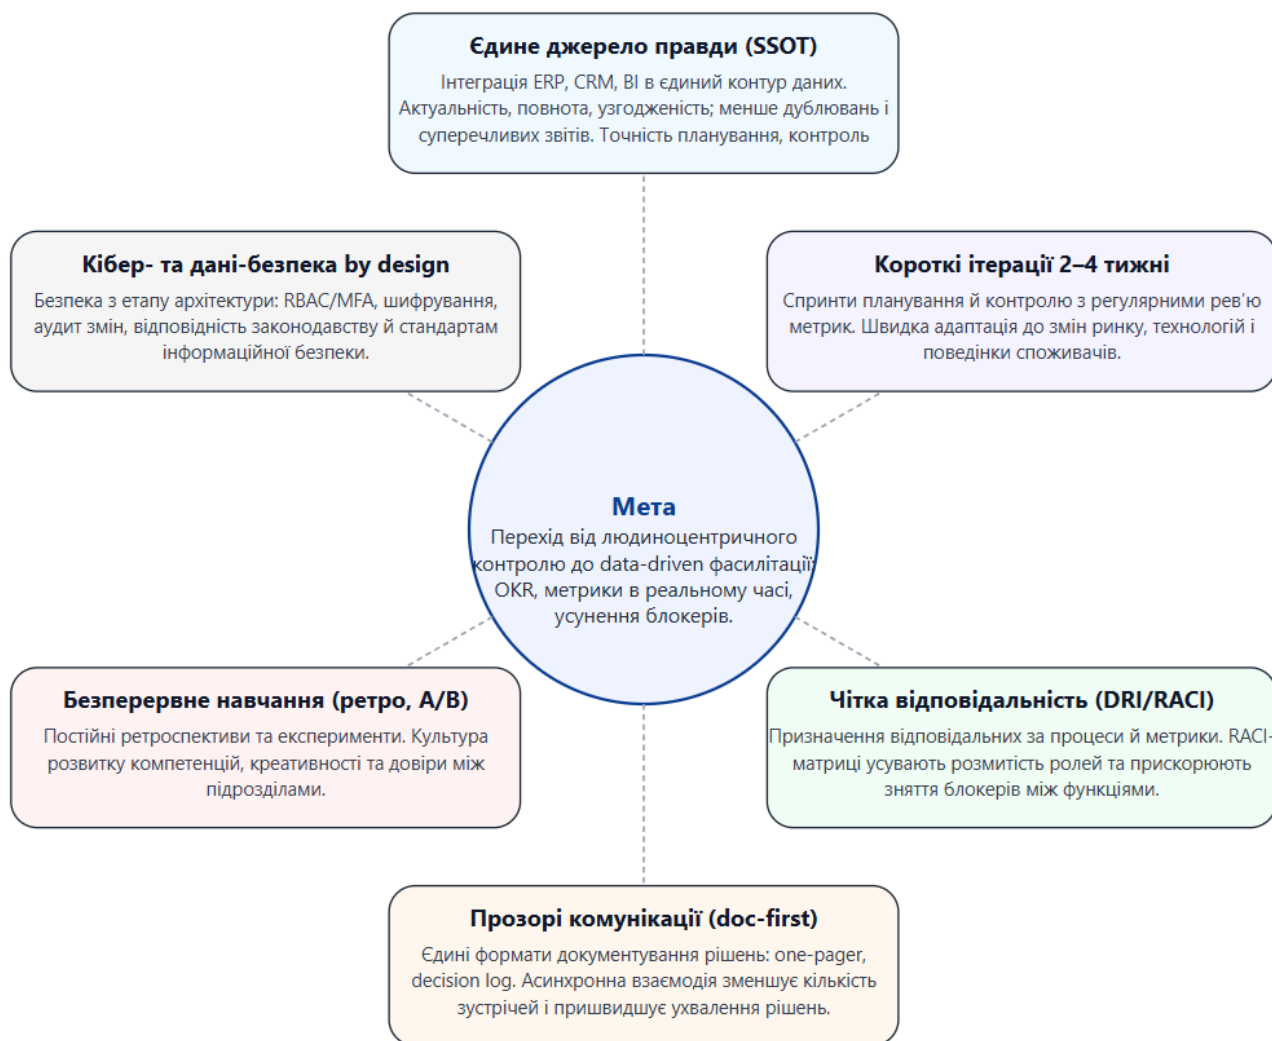 Єдине джерело правди (SSOT)
Інтеграція ERP, CRM, BI в єдиний контур даних.
Актуальність, повнота, узгодженість; менше дублювань і
суперечливих звітів. Точність планування, контроль
Кібер- та дані-безпека by design
Безпека з етапу архітектури: RBAC/MFA, шифрування,
аудит змін, відповідність законодавству й стандартам
інформаційної безпеки.
Короткі ітерації 2–4 тижні
Спринти планування й контролю з регулярними рев’ю
метрик. Швидка адаптація до змін ринку, технологій і
поведінки споживачів.
Мета
Перехід від людиноцентричного
контролю до data-driven фасилітації:
OKR, метрики в реальному часі,
усунення блокерів.
Безперервне навчання (ретро, A/B)
Постійні ретроспективи та експерименти. Культура
розвитку компетенцій, креативності та довіри між
підрозділами.
Чітка відповідальність (DRI/RACI)
Призначення відповідальних за процеси й метрики. RACI-
матриці усувають розмитість ролей та прискорюють
зняття блокерів між функціями.
Прозорі комунікації (doc-first)
Єдині формати документування рішень: one-pager,
decision log. Асинхронна взаємодія зменшує кількість
зустрічей і пришвидшує ухвалення рішень.